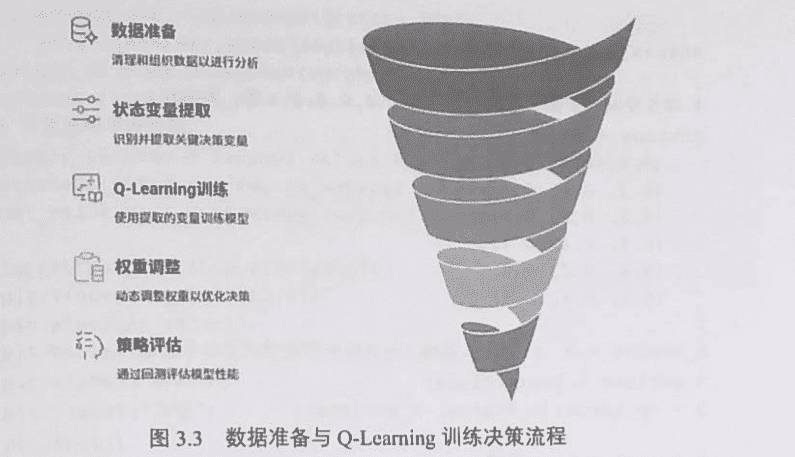 数据准备
清理和组织数据以进行分析
状态变量提取
识别并提取关键决策变量
Q-Learning训练
使用提取的变量训练模型
权重调整
动态调整权重以优化决策
策略评估
通过回测评估模型性能
图 3.3 数据准备与 Q-Learning 训练决策流程